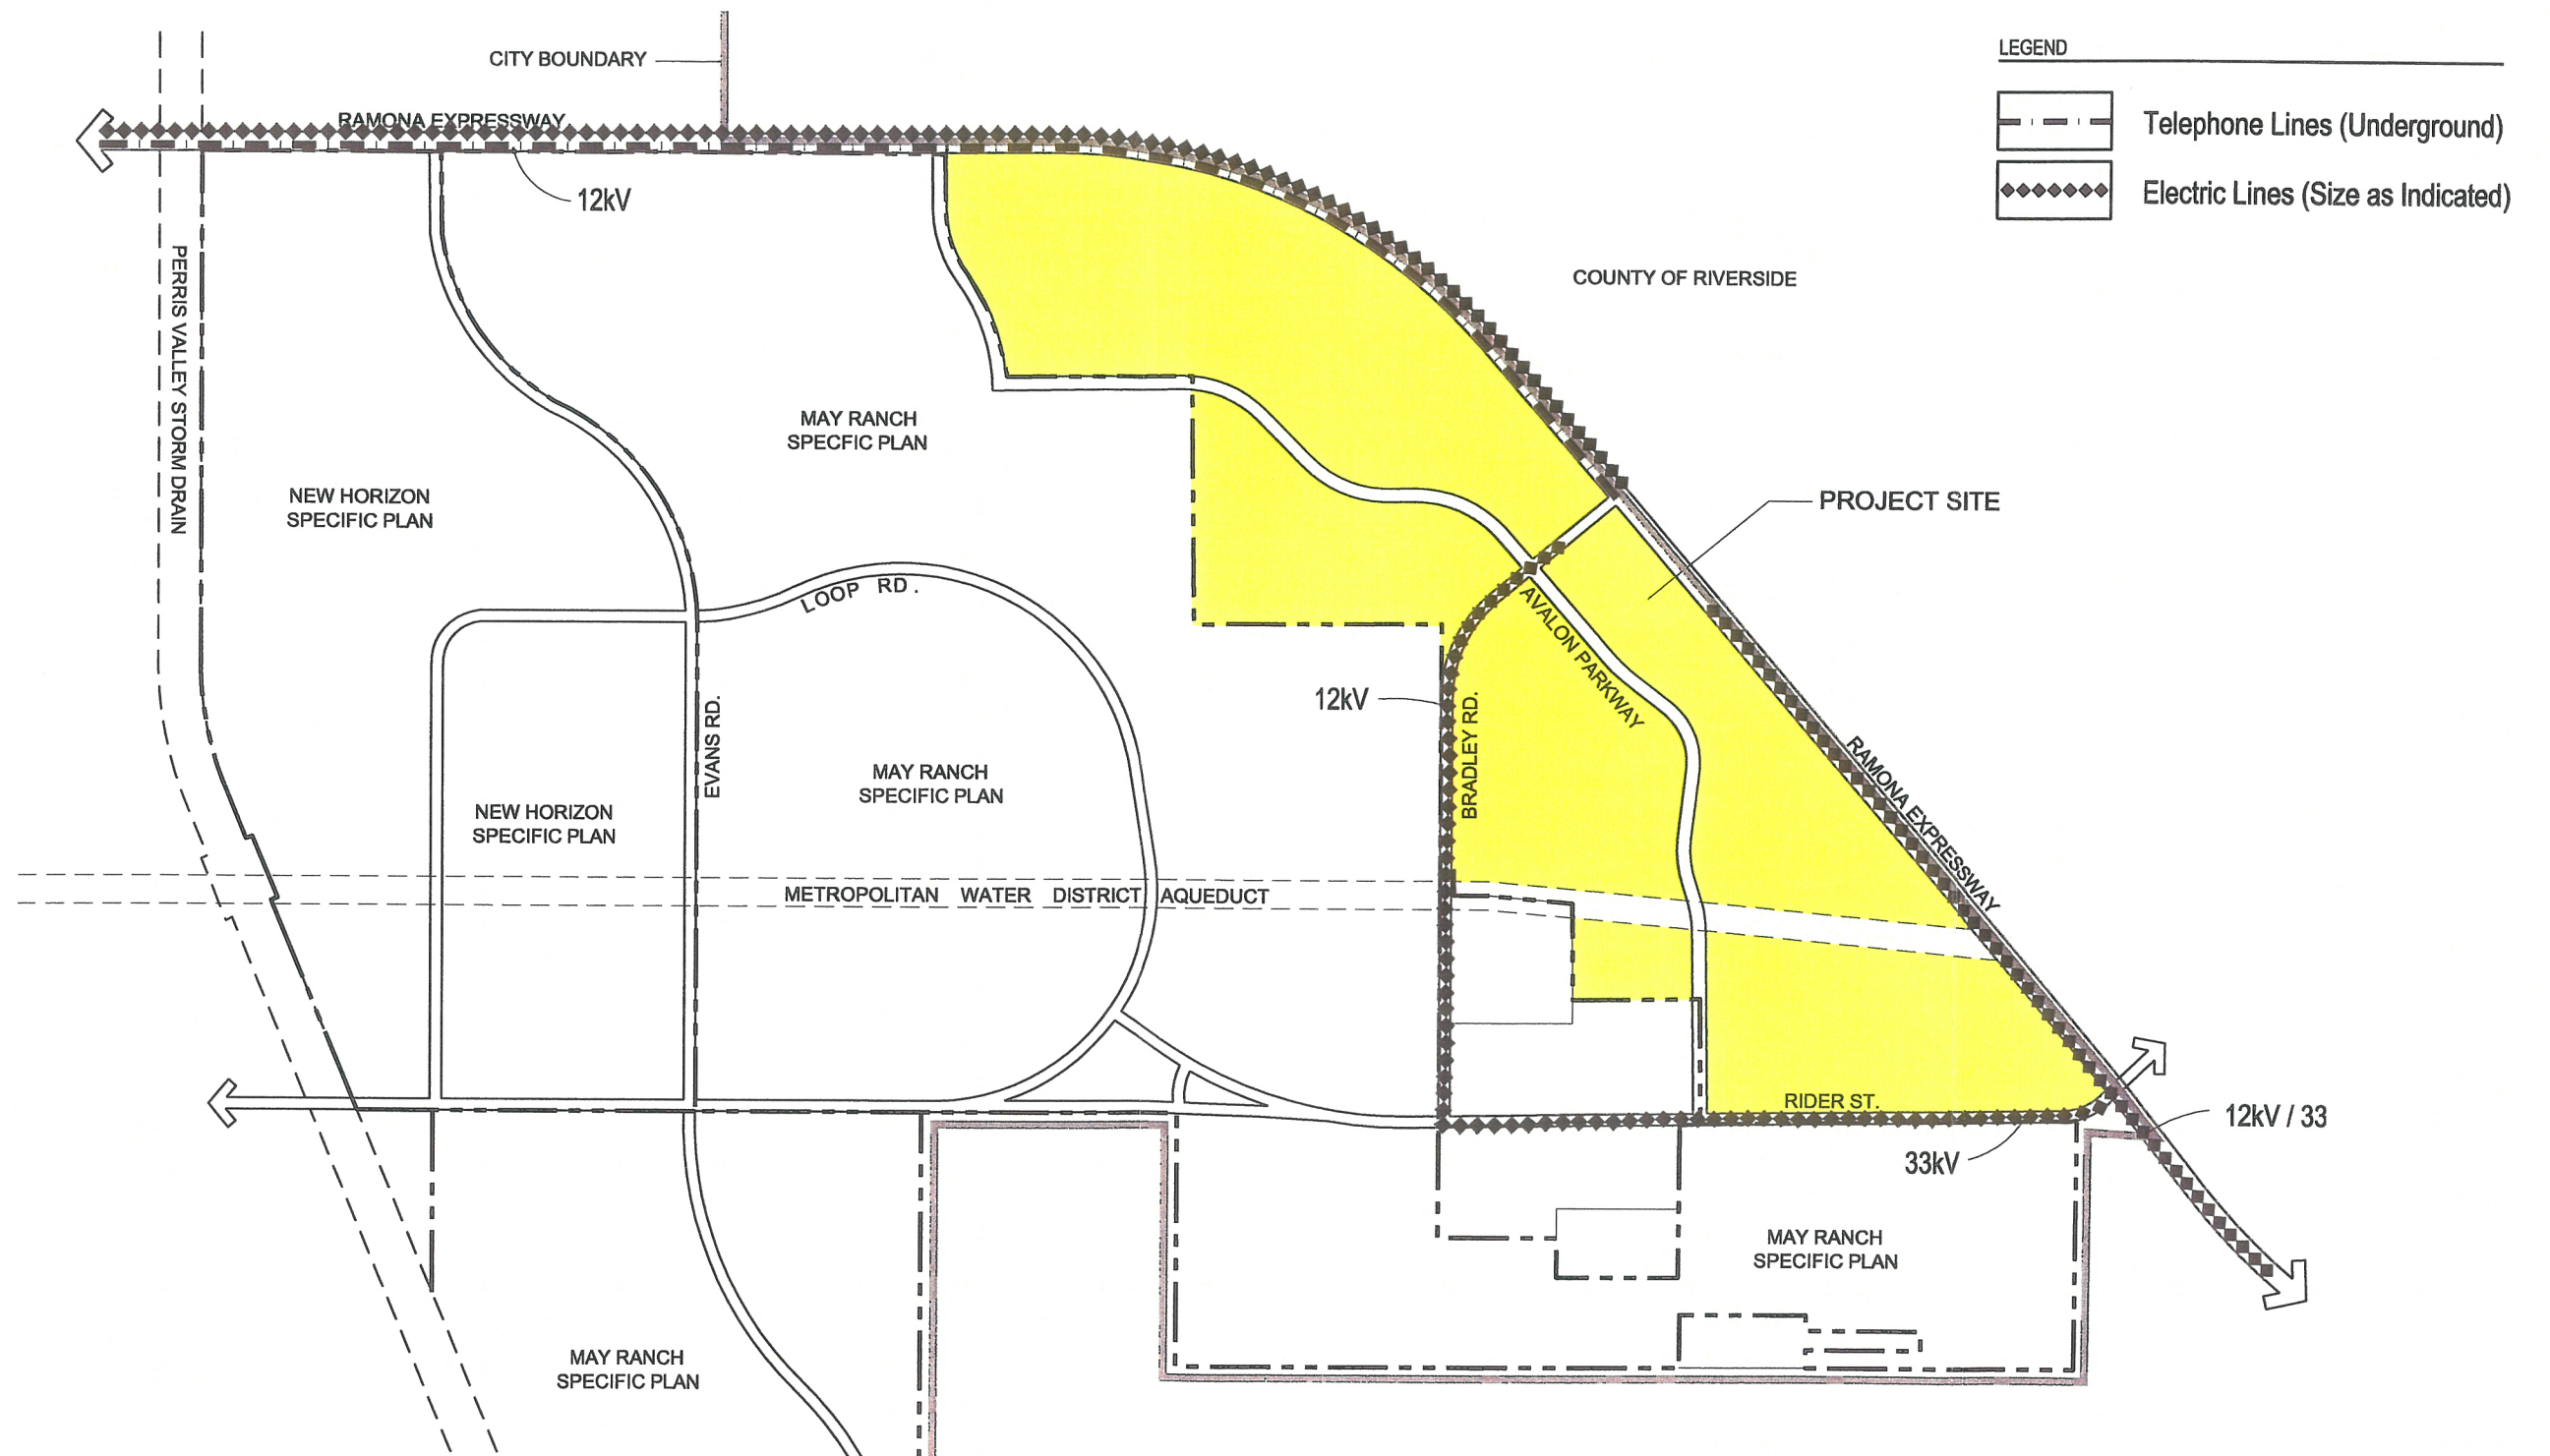 CITY BOUNDARY
LEGEND
RAMONA EXPRESSWAY
Telephone Lines (Underground)
12kV
Electric Lines (Size as Indicated)
COUNTY OF RIVERSIDE
PERRIS VALLEY STORM DRAIN
MAY RANCH
SPECFIC PLAN
NEW HORIZON
SPECIFIC PLAN
PROJECT SITE
LOOP RD.
AVALON PARKWAY
12kV
BRADLEY RD.
EVANS RD.
MAY RANCH
SPECIFIC PLAN
NEW HORIZON
SPECIFIC PLAN
RAMONA EXPRESSWAY
METROPOLITAN WATER DISTRICT AQUEDUCT
RIDER ST.
12kV / 33
33kV
MAY RANCH
SPECIFIC PLAN
MAY RANCH
SPECIFIC PLAN